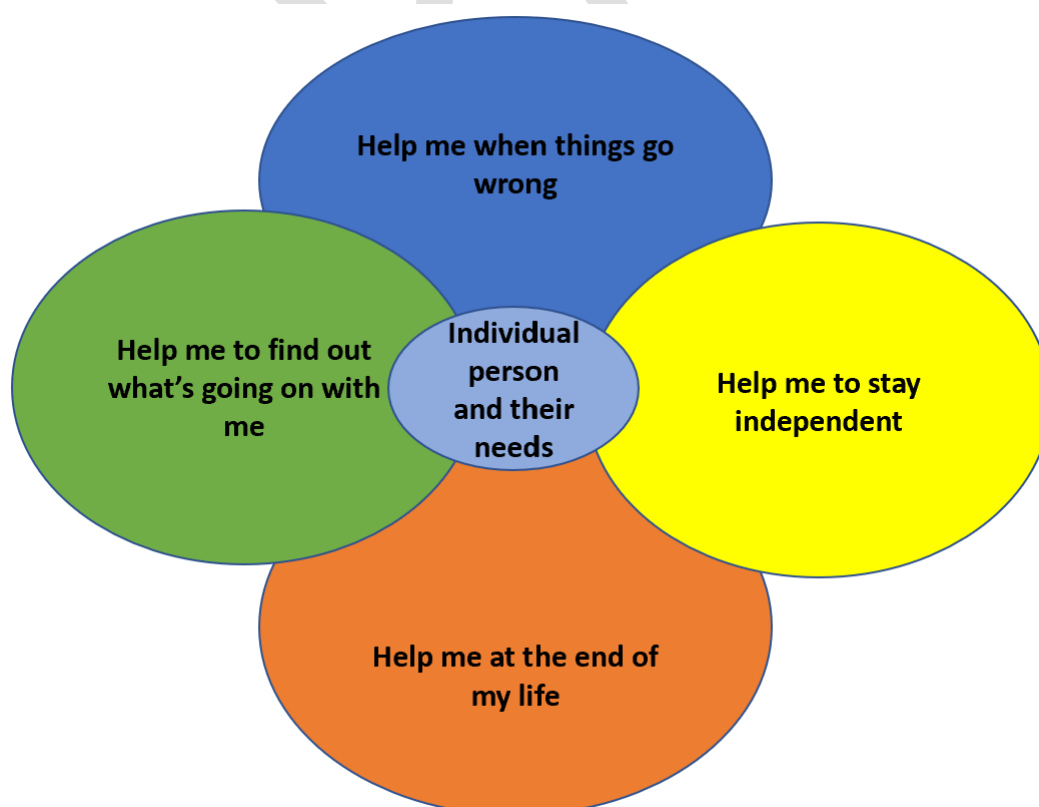 Help me when things go
wrong
Help me to find out
what's going on with
me
Individual
person
and their
needs
Help me to stay
independent
Help me at the end of
my life